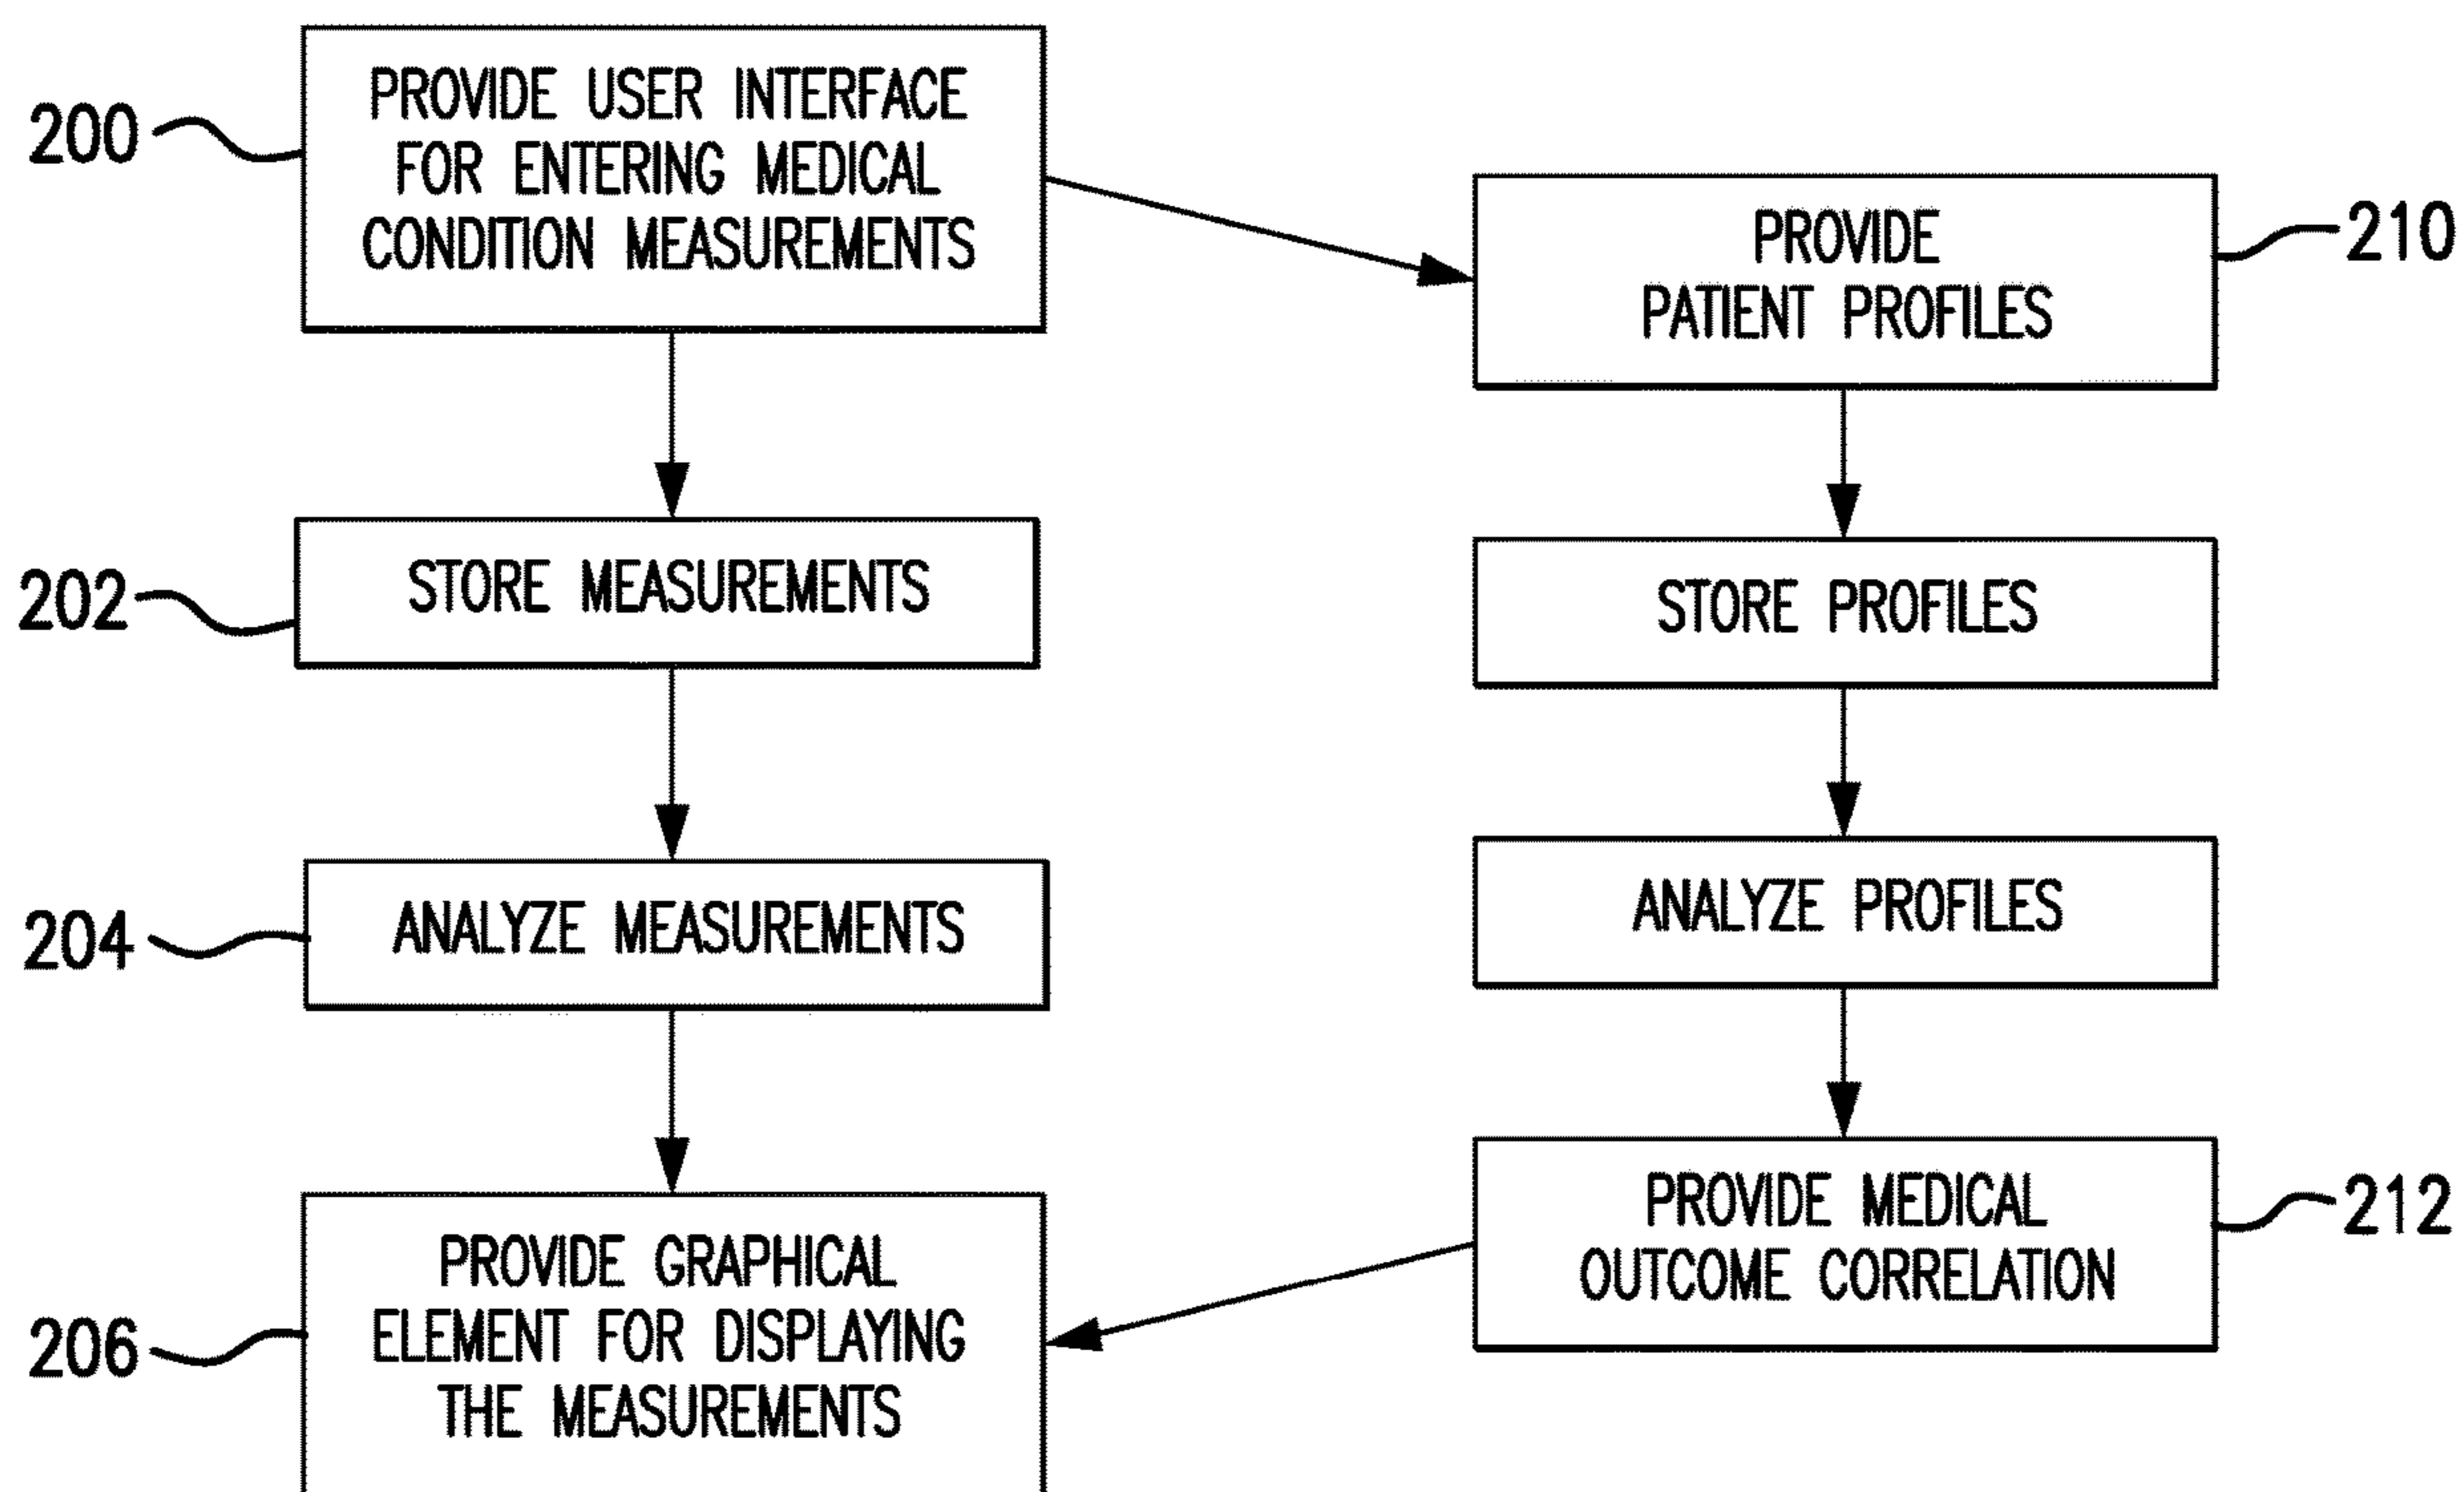 200
PROVIDE USER INTERFACE
FOR ENTERING MEDICAL
CONDITION MEASUREMENTS
202
STORE MEASUREMENTS
204
ANALYZE MEASUREMENTS
206
PROVIDE GRAPHICAL
ELEMENT FOR DISPLAYING
THE MEASUREMENTS
PROVIDE
PATIENT PROFILES
210
STORE PROFILES
ANALYZE PROFILES
PROVIDE MEDICAL
OUTCOME CORRELATION
212